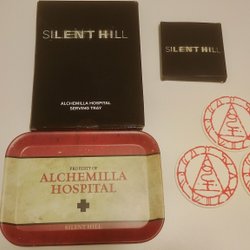 SILENT HILL
ALCHEMILLA HOSPITAL
SERVING TRAY
SILENT HILL
PROPERTY OF
ALCHEMILLA
HOSPITAL
SILENT HILL